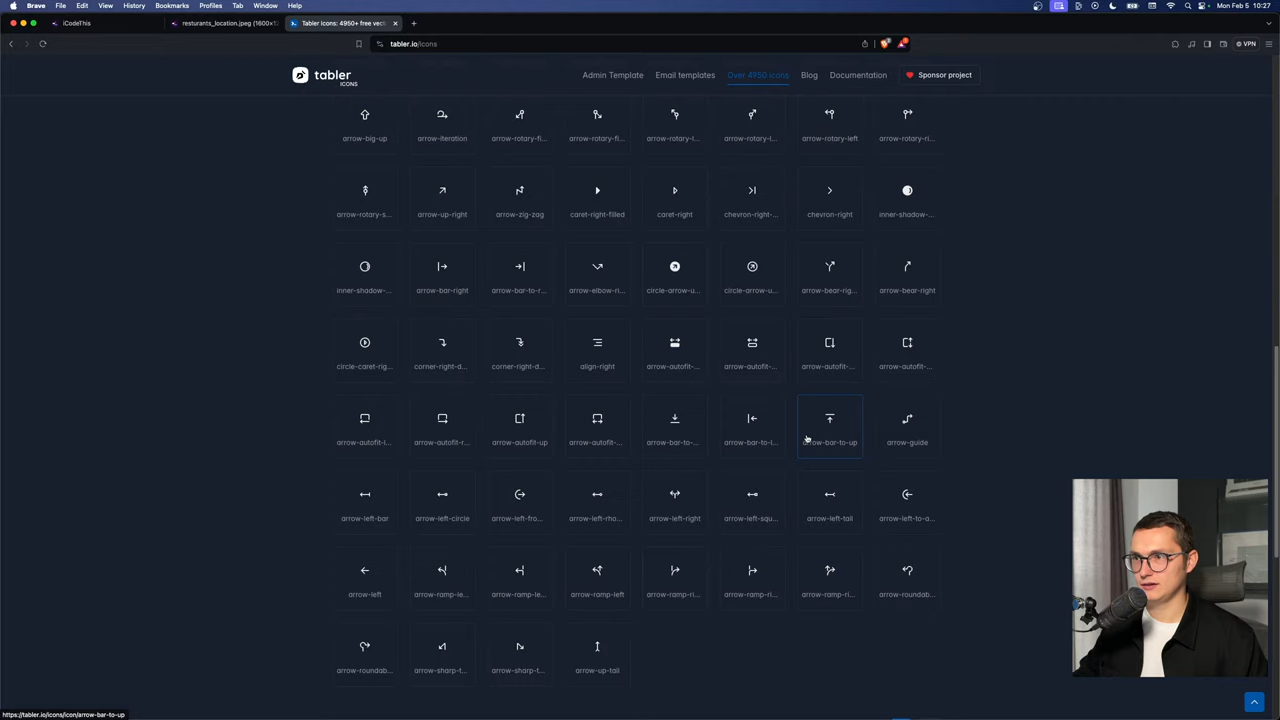 Brave File Edit View History Bookmarks Profiles Tab Window Help Mon Feb 5 10:27
iCodeThis resturants_location.jpeg (1600×1 Tabler Icons: 4950+ free vect
tabler.io/icons VPN
tabler
ICONS
Admin Template Email templates Over 4950 icons Blog Documentation Sponsor project
arrow-big-up arrow-iteration arrow-rotary-fi... arrow-rotary-fi... arrow-rotary-l... arrow-rotary-l... arrow-rotary-left arrow-rotary-ri...
arrow-rotary-s... arrow-up-right arrow-zig-zag caret-right-filled caret-right chevron-right-... chevron-right inner-shadow-...
inner-shadow-... arrow-bar-right arrow-bar-to-r... arrow-elbow-ri... circle-arrow-u... circle-arrow-u... arrow-bear-rig... arrow-bear-right
circle-caret-rig... corner-right-d... corner-right-d... align-right arrow-autofit-... arrow-autofit-... arrow-autofit-... arrow-autofit-...
arrow-autofit-l... arrow-autofit-r... arrow-autofit-up arrow-autofit-... arrow-bar-to-... arrow-bar-to-l... arrow-bar-to-up arrow-guide
arrow-left-bar arrow-left-circle arrow-left-fro... arrow-left-rho... arrow-left-right arrow-left-squ... arrow-left-tail arrow-left-to-a...
arrow-left arrow-ramp-le... arrow-ramp-le... arrow-ramp-left arrow-ramp-ri... arrow-ramp-ri... arrow-ramp-ri... arrow-roundab...
arrow-roundab... arrow-sharp-t... arrow-sharp-t... arrow-up-tail
https://tabler.io/icons/icon/arrow-bar-to-up